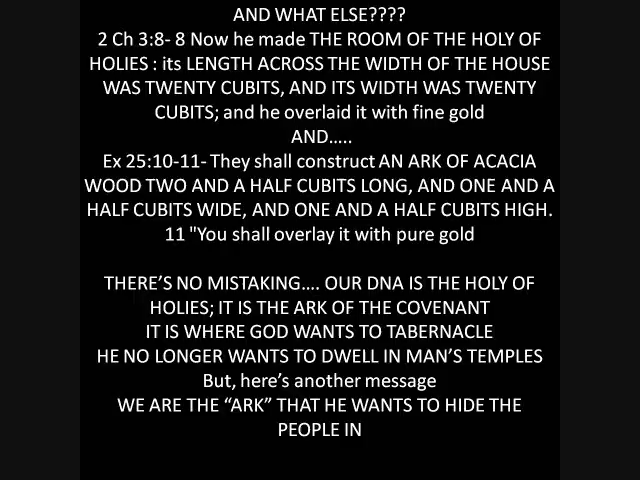 AND WHAT ELSE????
2 Ch 3:8- 8 Now he made THE ROOM OF THE HOLY OF
HOLIES : its LENGTH ACROSS THE WIDTH OF THE HOUSE
WAS TWENTY CUBITS, AND ITS WIDTH WAS TWENTY
CUBITS; and he overlaid it with fine gold
AND…..
Ex 25:10-11- They shall construct AN ARK OF ACACIA
WOOD TWO AND A HALF CUBITS LONG, AND ONE AND A
HALF CUBITS WIDE, AND ONE AND A HALF CUBITS HIGH.
11 "You shall overlay it with pure gold
THERE’S NO MISTAKING…. OUR DNA IS THE HOLY OF
HOLIES; IT IS THE ARK OF THE COVENANT
IT IS WHERE GOD WANTS TO TABERNACLE
HE NO LONGER WANTS TO DWELL IN MAN’S TEMPLES
But, here’s another message
WE ARE THE “ARK” THAT HE WANTS TO HIDE THE
PEOPLE IN